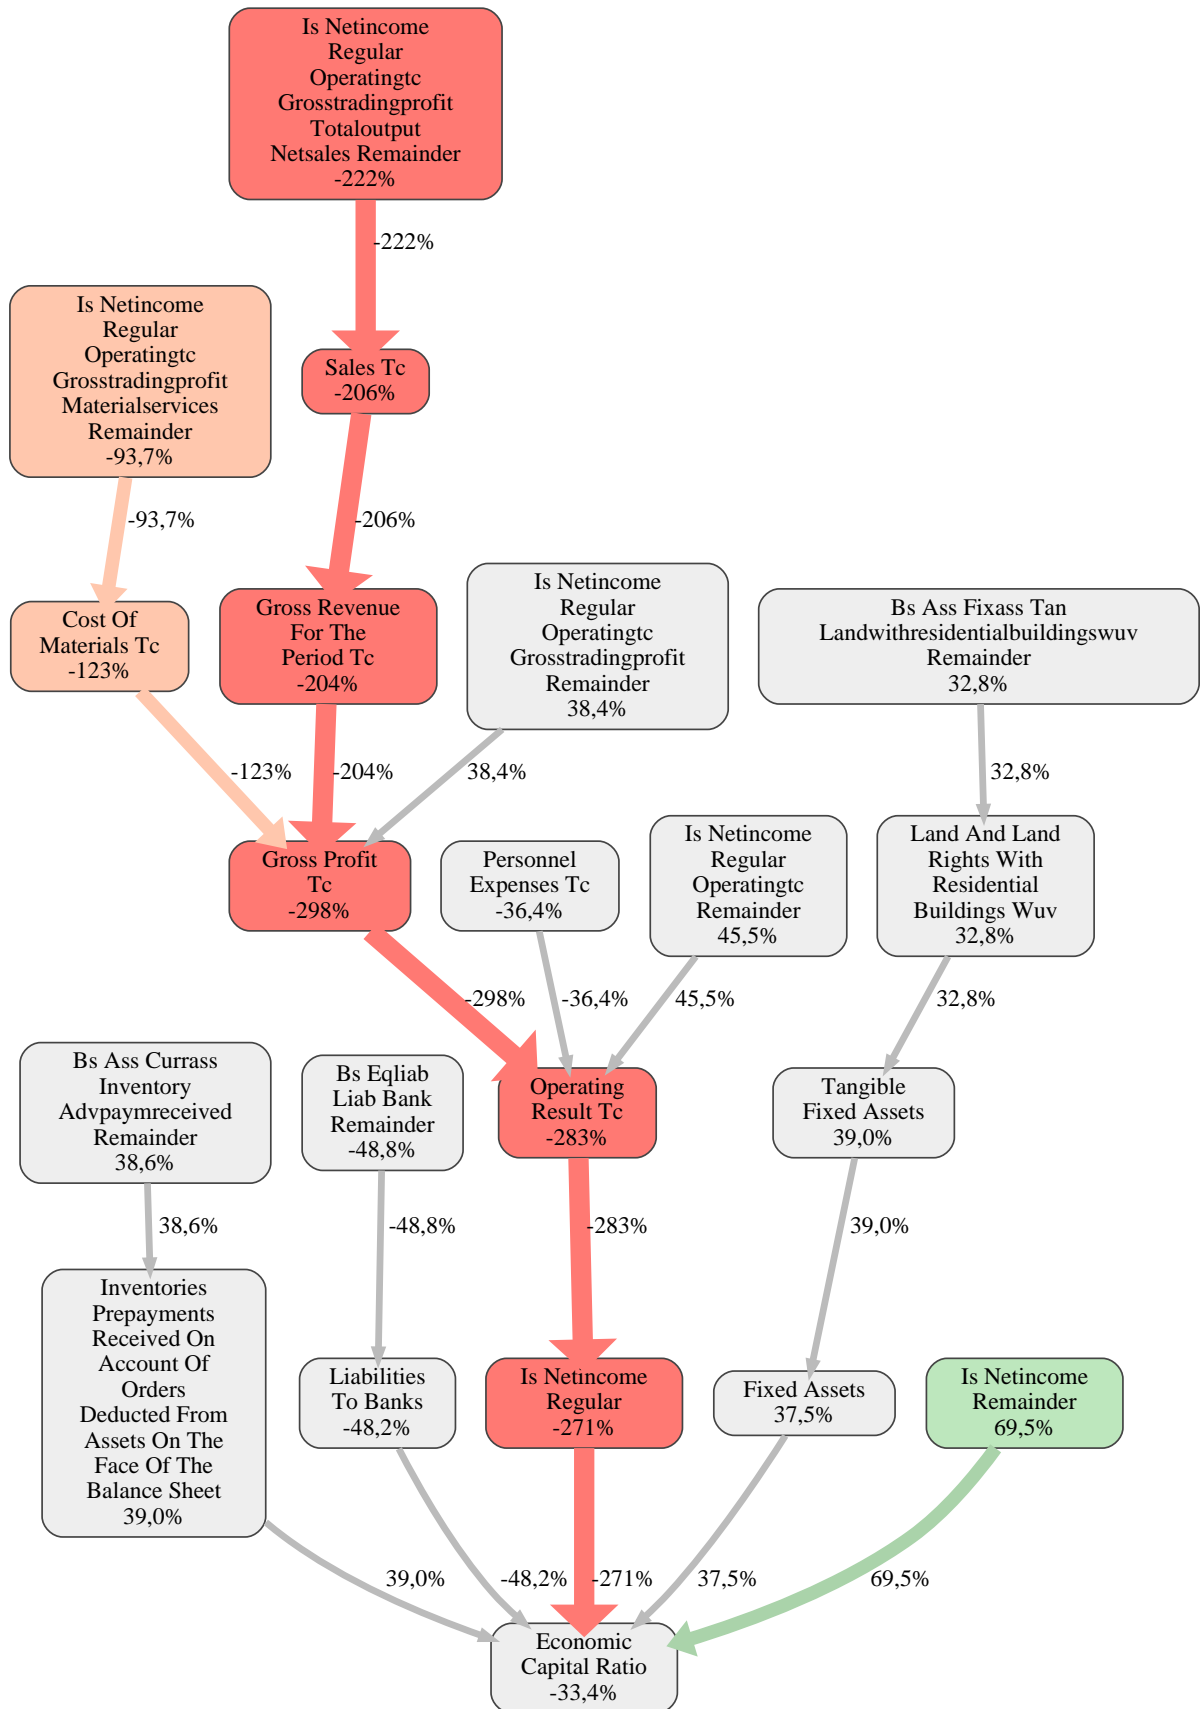 Is Netincome
Regular
Operatingtc
Grosstradingprofit
Totaloutput
Netsales Remainder
-222%
-222%
Is Netincome
Regular
Operatingtc
Grosstradingprofit
Materialservices
Remainder
-93,7%
Sales Tc
-206%
-93,7%
-206%
Cost Of
Materials Tc
-123%
Gross Revenue
For The
Period Tc
-204%
Is Netincome
Regular
Operatingtc
Grosstradingprofit
Remainder
38,4%
Bs Ass Fixass Tan
Landwithresidentialbuildingswuv
Remainder
32,8%
-123%
-204%
38,4%
32,8%
Gross Profit
Tc
-298%
Personnel
Expenses Tc
-36,4%
Is Netincome
Regular
Operatingtc
Remainder
45,5%
Land And Land
Rights With
Residential
Buildings Wuv
32,8%
-298%
-36,4%
45,5%
32,8%
Bs Ass Currass
Inventory
Advpaymreceived
Remainder
38,6%
Bs Eqliab
Liab Bank
Remainder
-48,8%
Operating
Result Tc
-283%
Tangible
Fixed Assets
39,0%
38,6%
-48,8%
-283%
39,0%
Inventories
Prepayments
Received On
Account Of
Orders
Deducted From
Assets On The
Face Of The
Balance Sheet
39,0%
Liabilities
To Banks
-48,2%
Is Netincome
Regular
-271%
Fixed Assets
37,5%
Is Netincome
Remainder
69,5%
39,0%
-48,2%
-271%
37,5%
69,5%
Economic
Capital Ratio
-33,4%